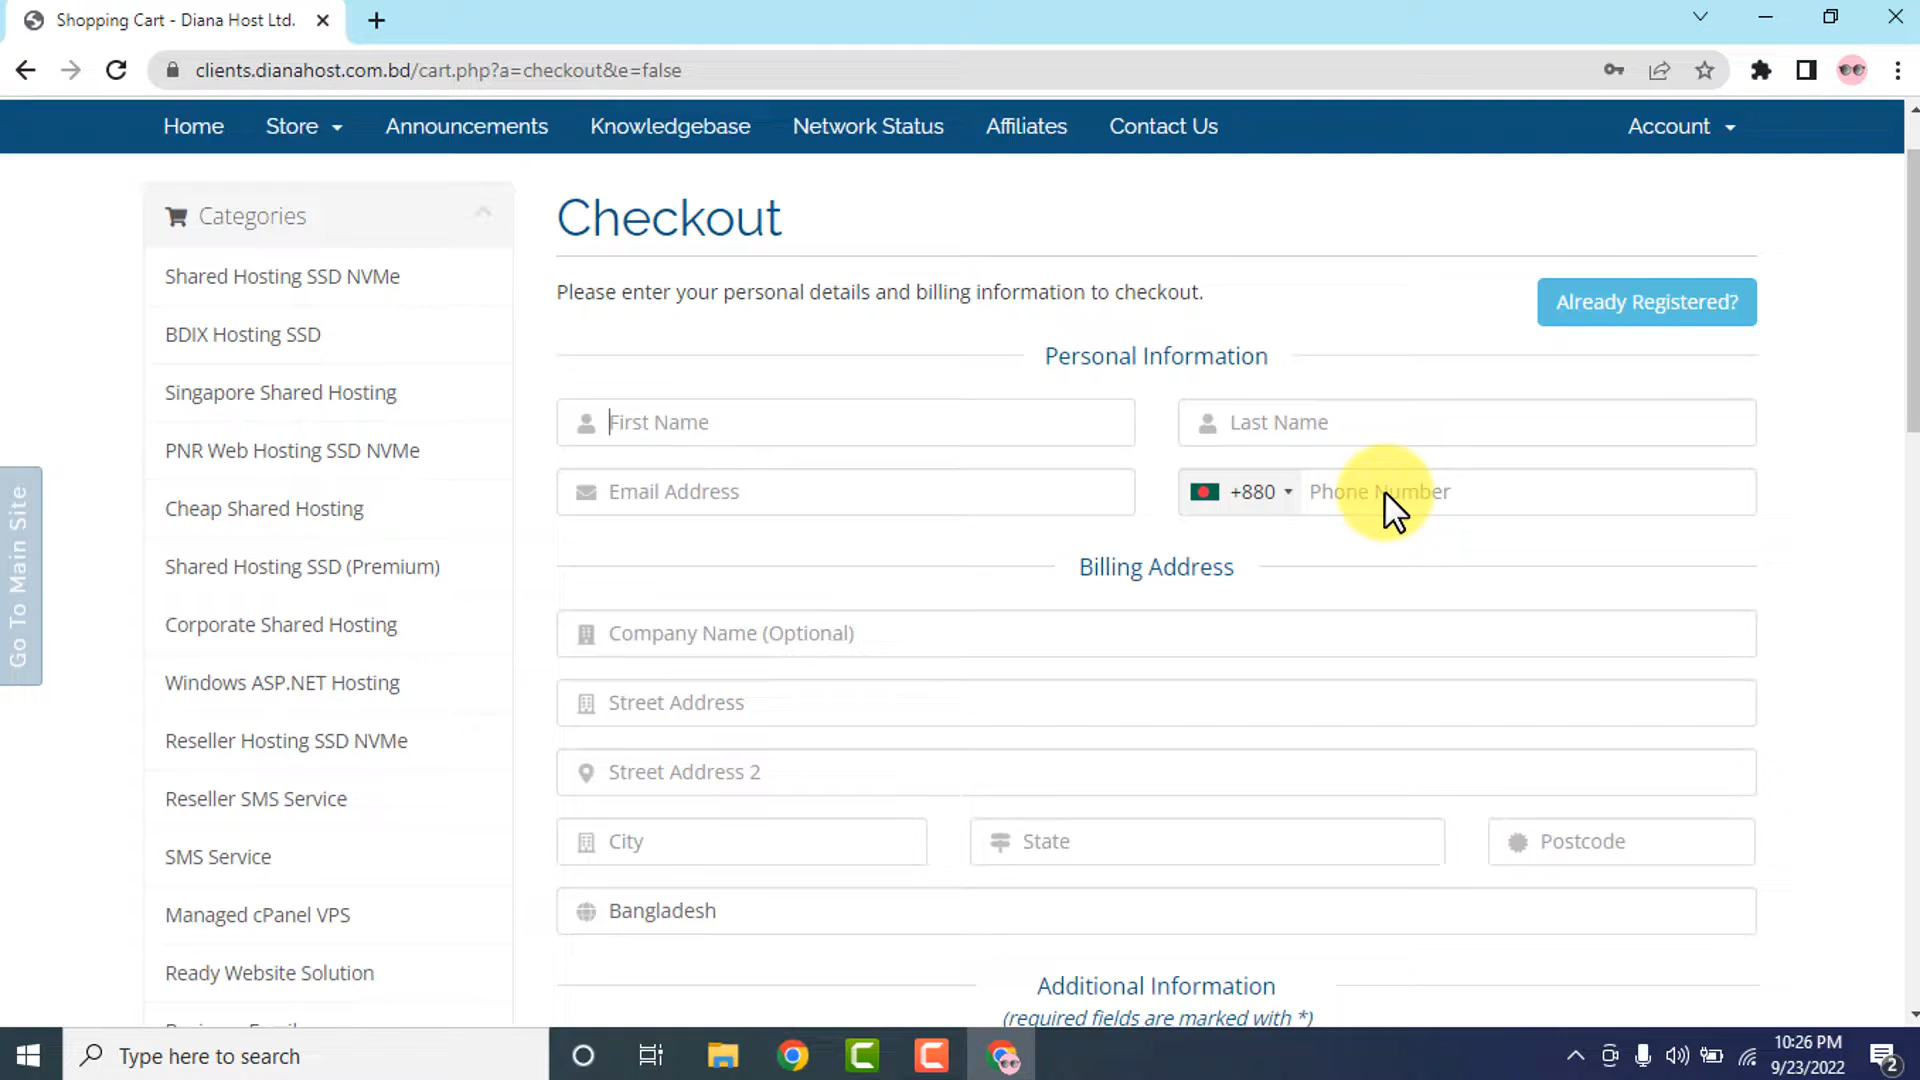 Shopping Cart - Diana Host Ltd.
clients.dianahost.com.bd/cart.php?a=checkout&e=false
Home
Store
Announcements
Knowledgebase
Network Status
Affiliates
Contact Us
Account
Go To Main Site
Categories
Shared Hosting SSD NVMe
BDIX Hosting SSD
Singapore Shared Hosting
PNR Web Hosting SSD NVMe
Cheap Shared Hosting
Shared Hosting SSD (Premium)
Corporate Shared Hosting
Windows ASP.NET Hosting
Reseller Hosting SSD NVMe
Reseller SMS Service
SMS Service
Managed cPanel VPS
Ready Website Solution
Checkout
Please enter your personal details and billing information to checkout.
Already Registered?
Personal Information
First Name
Last Name
Email Address
+880
Phone Number
Billing Address
Company Name (Optional)
Street Address
Street Address 2
City
State
Postcode
Bangladesh
Additional Information
(required fields are marked with *)
Type here to search
10:26 PM
9/23/2022
2